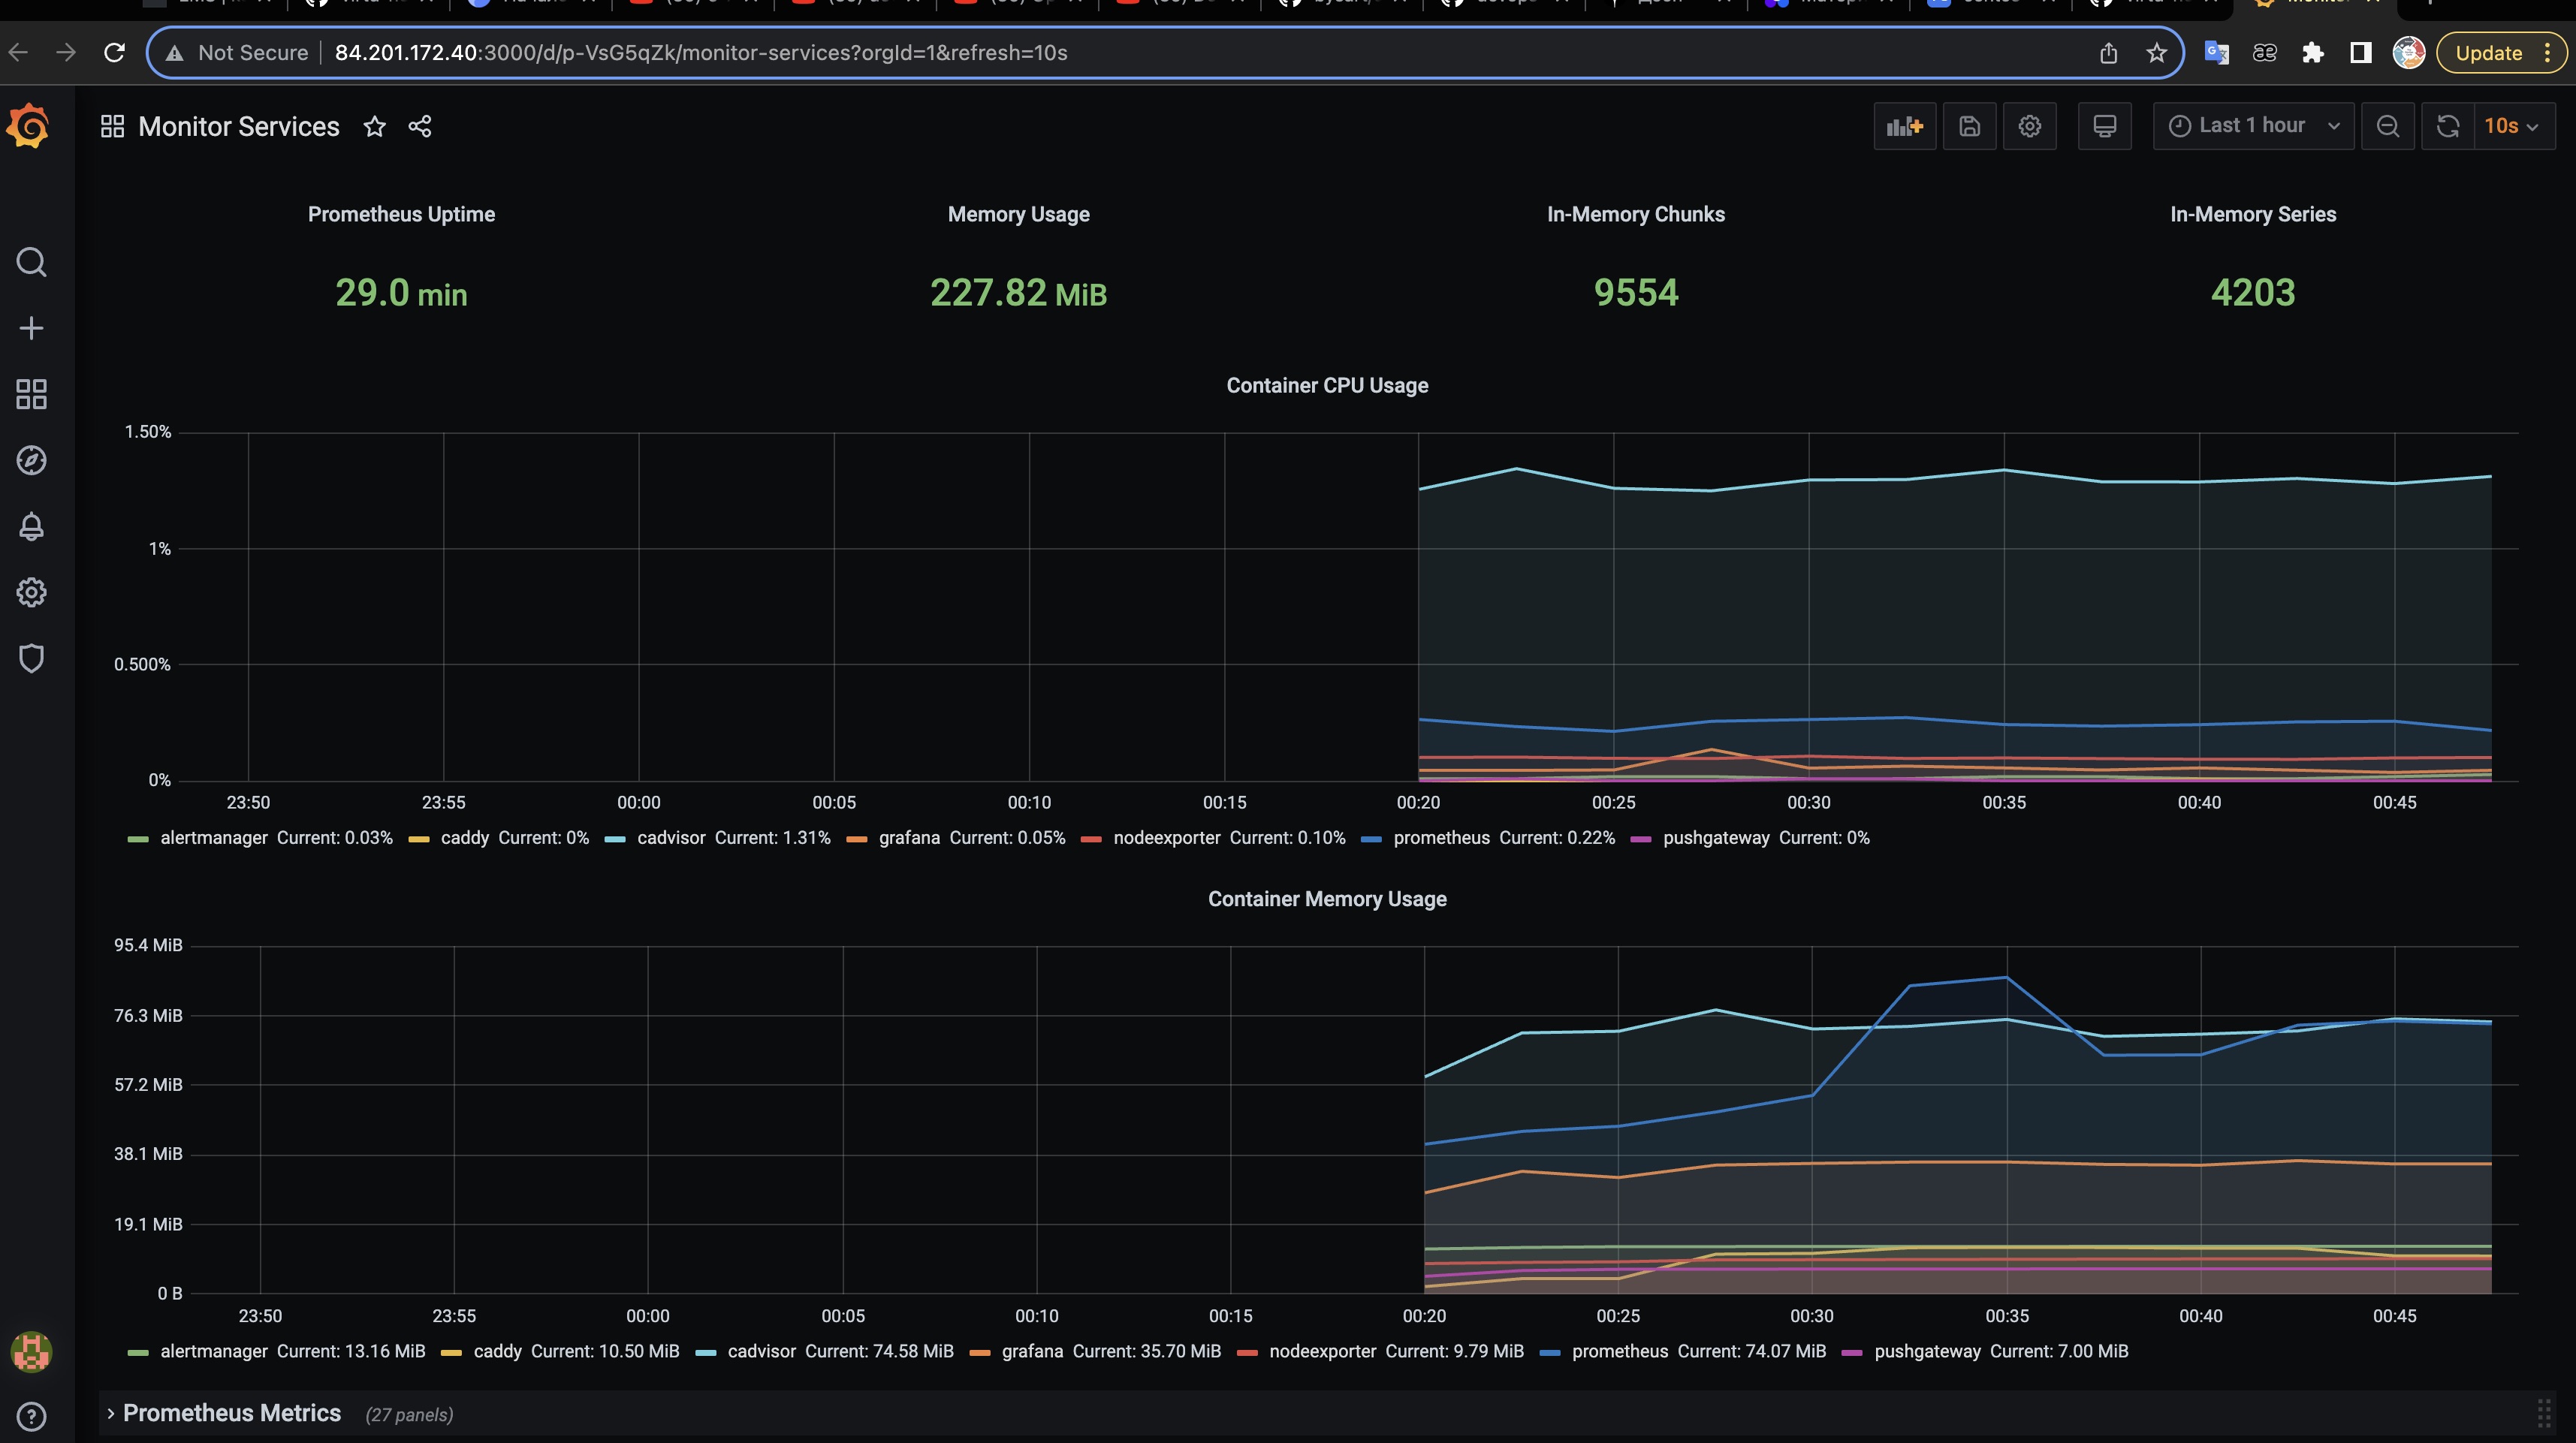 Not Secure 84.201.172.40:3000/d/p-VsG5qZk/monitor-services?orgId=1&refresh=10s Update
Monitor Services Last 1 hour 10s
Prometheus Uptime Memory Usage In-Memory Chunks In-Memory Series
29.0 min 227.82 MiB 9554 4203
Container CPU Usage
1.50%
1%
0.500%
0%
23:50 23:55 00:00 00:05 00:10 00:15 00:20 00:25 00:30 00:35 00:40 00:45
alertmanager Current: 0.03% caddy Current: 0% cadvisor Current: 1.31% grafana Current: 0.05% nodeexporter Current: 0.10% prometheus Current: 0.22% pushgateway Current: 0%
Container Memory Usage
95.4 MiB
76.3 MiB
57.2 MiB
38.1 MiB
19.1 MiB
0 B
23:50 23:55 00:00 00:05 00:10 00:15 00:20 00:25 00:30 00:35 00:40 00:45
alertmanager Current: 13.16 MiB caddy Current: 10.50 MiB cadvisor Current: 74.58 MiB grafana Current: 35.70 MiB nodeexporter Current: 9.79 MiB prometheus Current: 74.07 MiB pushgateway Current: 7.00 MiB
Prometheus Metrics (27 panels)